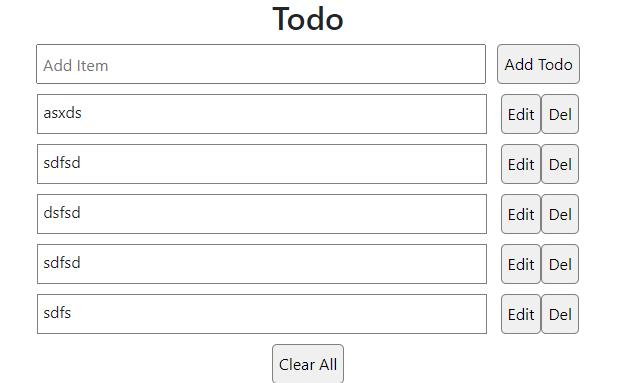 Todo
Add Item Add Todo
asxds Edit Del
sdfsd Edit Del
dsfsd Edit Del
sdfsd Edit Del
sdfs Edit Del
Clear All